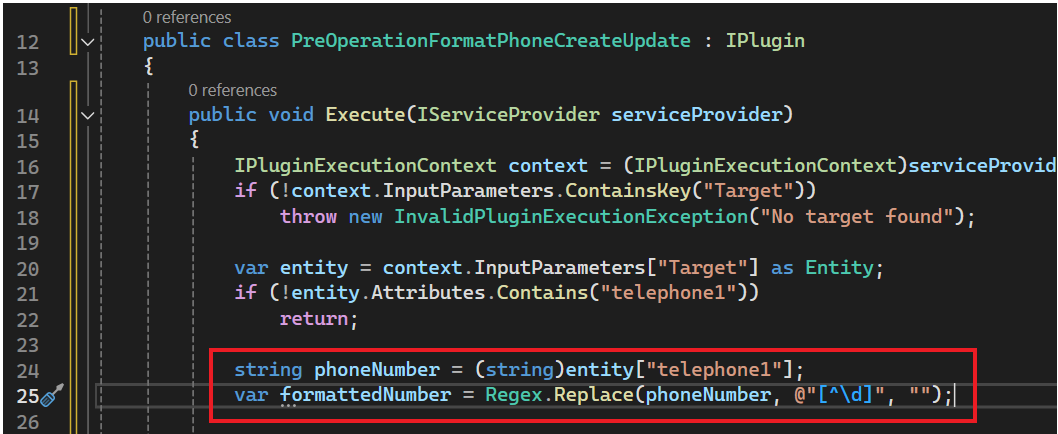 0 references
12 public class PreOperationFormatPhoneCreateUpdate : IPlugin
13 {
0 references
14 public void Execute(IServiceProvider serviceProvider)
15 {
16 IPluginExecutionContext context = (IPluginExecutionContext)serviceProvid
17 if (!context.InputParameters.ContainsKey("Target"))
18 throw new InvalidPluginExecutionException("No target found");
19
20 var entity = context.InputParameters["Target"] as Entity;
21 if (!entity.Attributes.Contains("telephone1"))
22 return;
23
24 string phoneNumber = (string)entity["telephone1"];
25 var formattedNumber = Regex.Replace(phoneNumber, @"[^\d]", "");
26